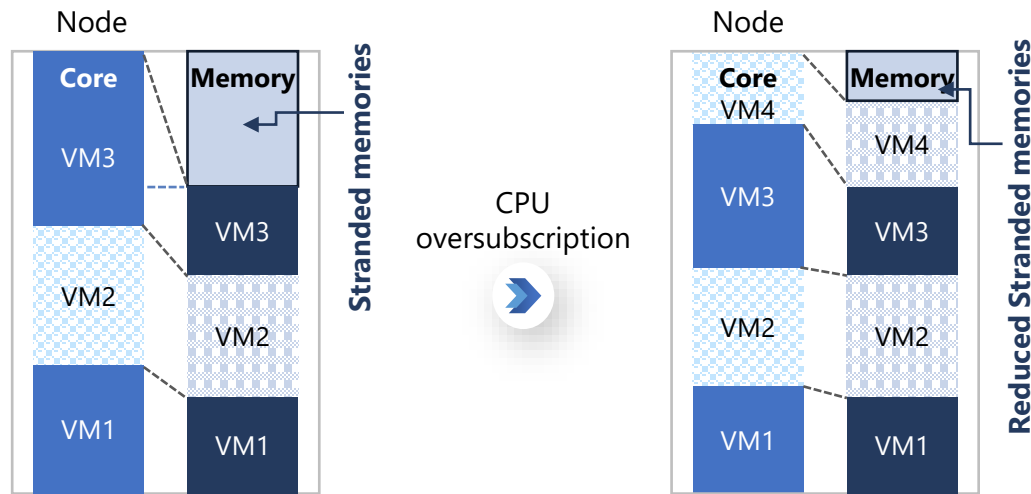 Node
Core
VM3
VM2
VM1
Memory
VM3
VM2
VM1
Stranded memories
CPU
oversubscription
Node
Core
VM4
VM3
VM2
VM1
Memory
VM4
VM3
VM2
VM1
Reduced Stranded memories